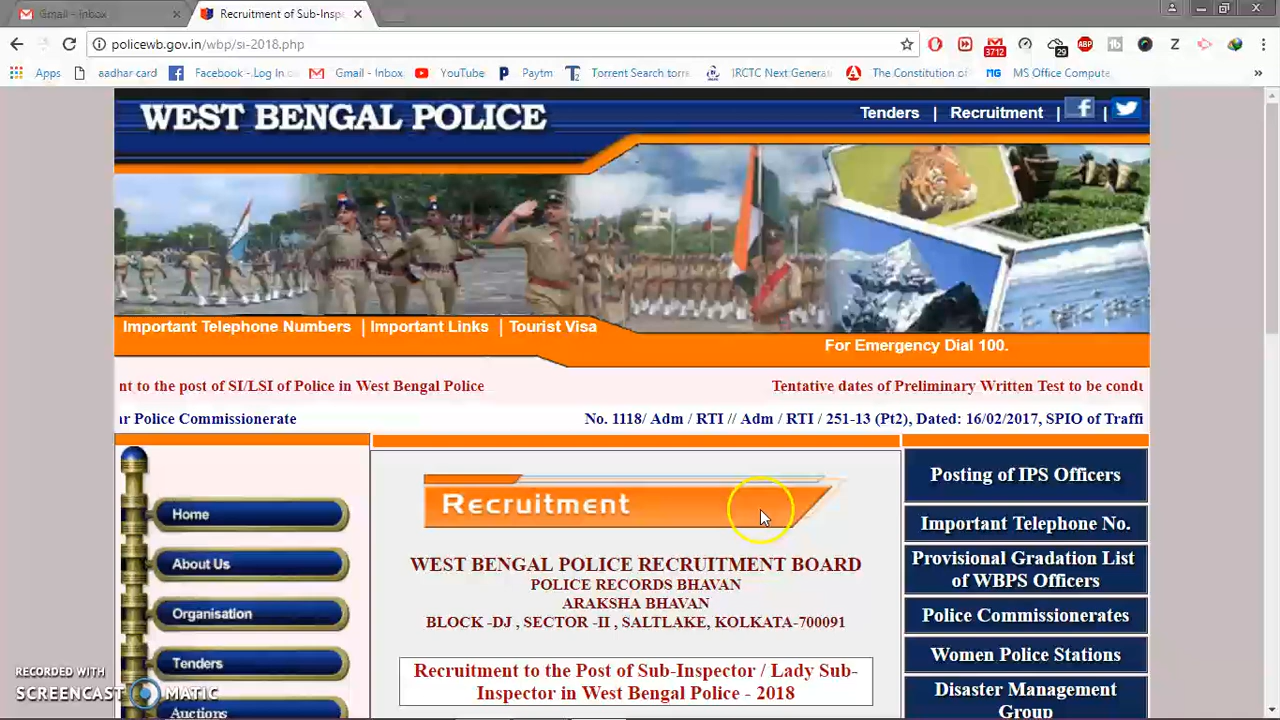 Gmail - Inbox
Recruitment of Sub-Insp
policewb.gov.in/wbp/si-2018.php
3712
29
ABP
Apps
aadhar card
Facebook - Log In o
Gmail - Inbox
YouTube
Paytm
Torrent Search torre
IRCTC Next Generat
The Constitution of
MG MS Office Compute
WEST BENGAL POLICE
Tenders | Recruitment | f |
Important Telephone Numbers | Important Links | Tourist Visa
For Emergency Dial 100.
nt to the post of SI/LSI of Police in West Bengal Police
Tentative dates of Preliminary Written Test to be condu
ar Police Commissionerate
No. 1118/ Adm / RTI // Adm / RTI / 251-13 (Pt2), Dated: 16/02/2017, SPIO of Traffi
Home
About Us
Organisation
Tenders
Auctions
Recruitment
WEST BENGAL POLICE RECRUITMENT BOARD
POLICE RECORDS BHAVAN
ARAKSHA BHAVAN
BLOCK -DJ , SECTOR -II , SALTLAKE, KOLKATA-700091
Recruitment to the Post of Sub-Inspector / Lady Sub-
Inspector in West Bengal Police - 2018
Posting of IPS Officers
Important Telephone No.
Provisional Gradation List
of WBPS Officers
Police Commissionerates
Women Police Stations
Disaster Management
Group
RECORDED WITH
SCREENCAST MATIC